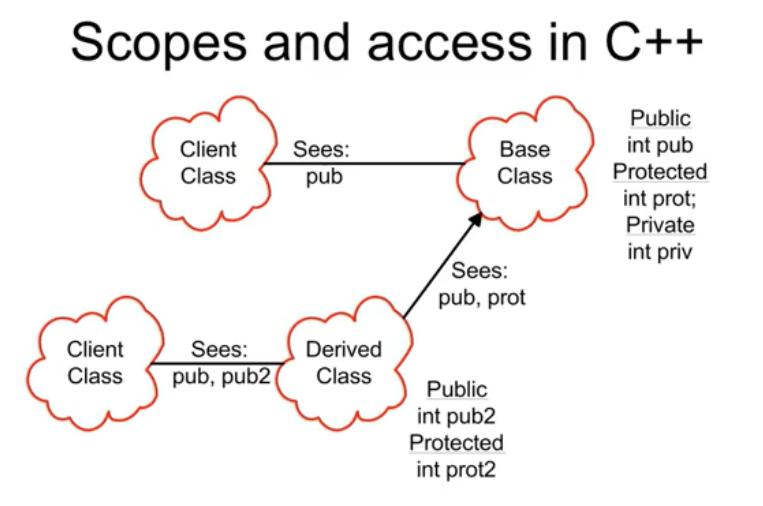 Scopes and access in C++
Client
Class
Sees:
pub
Base
Class
Public
int pub
Protected
int prot;
Private
int priv
Sees:
pub, prot
Client
Class
Sees:
pub, pub2
Derived
Class
Public
int pub2
Protected
int prot2